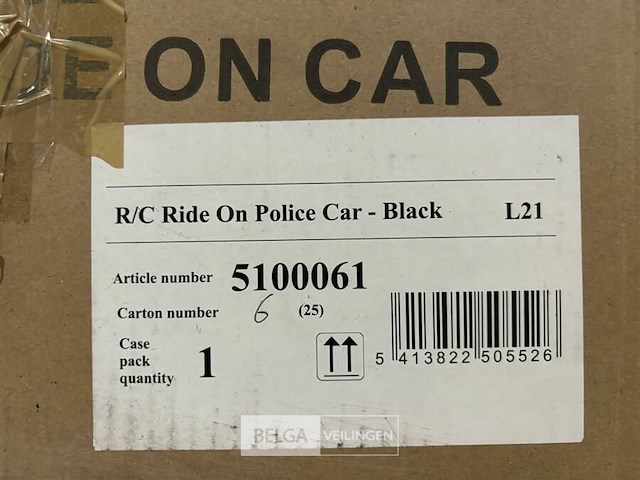 E ON CAR
R/C Ride On Police Car - Black L21
Article number 5100061
Carton number 6 (25)
Case
pack
quantity 1
5 413822 505526
BELGA VEILINGEN